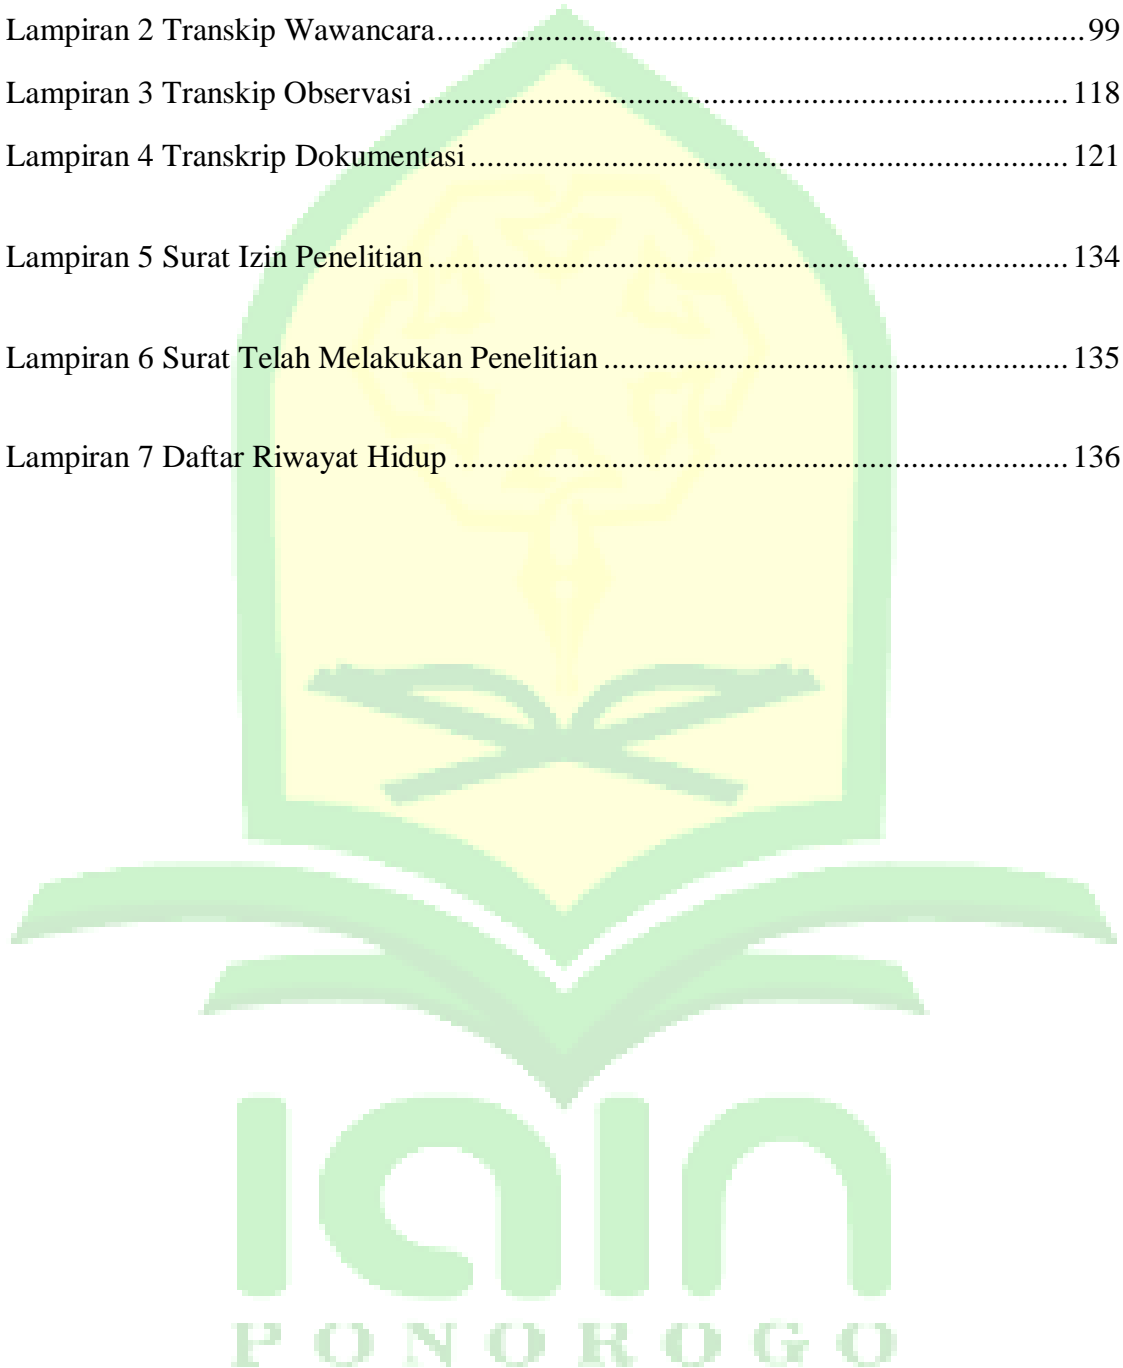 Lampiran 2 Transkip Wawancara.................................................................................99
Lampiran 3 Transkip Observasi.................................................................................118
Lampiran 4 Transkrip Dokumentasi...........................................................................121
Lampiran 5 Surat Izin Penelitian................................................................................134
Lampiran 6 Surat Telah Melakukan Penelitian..........................................................135
Lampiran 7 Daftar Riwayat Hidup.............................................................................136
iain
PONOROGO